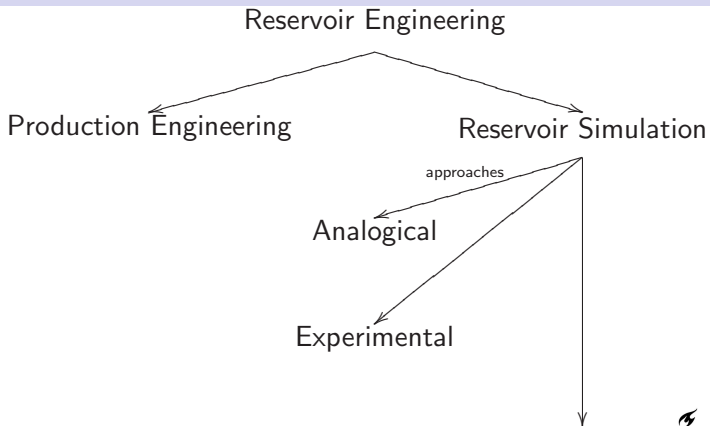 Reservoir Engineering
Production Engineering
Reservoir Simulation
approaches
Analogical
Experimental